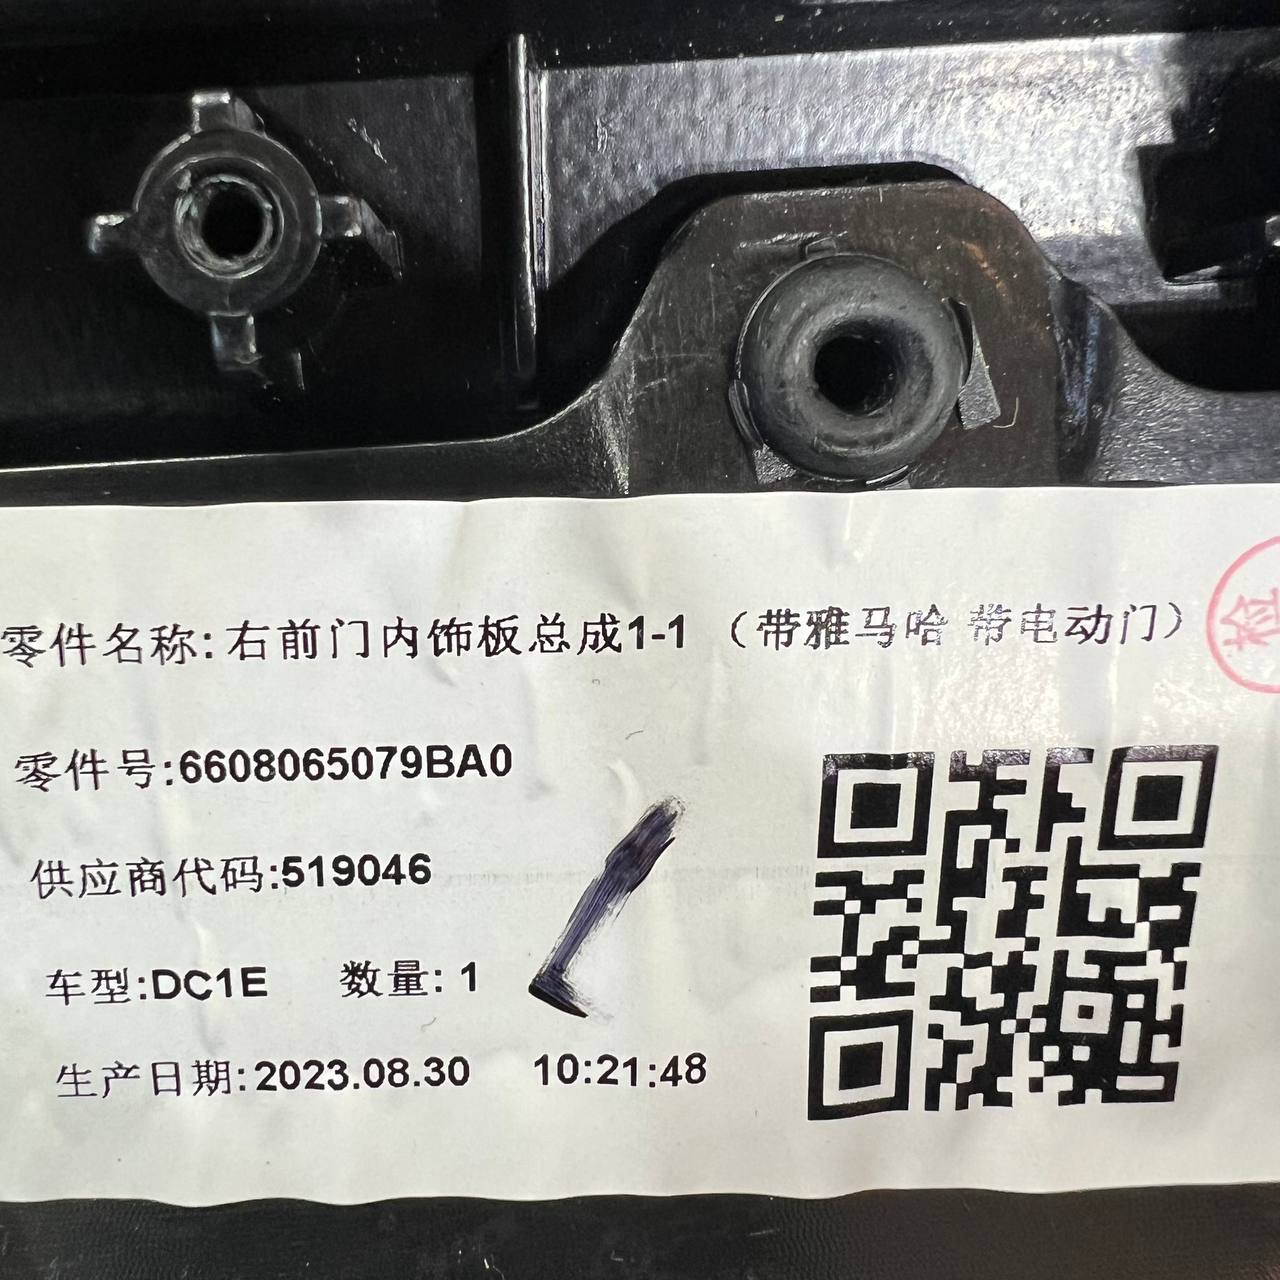 零件名称:右前门内饰板总成1-1 （带雅马哈 带电动门）
检
零件号:6608065079BA0
供应商代码:519046
车型:DC1E 数量: 1
生产日期:2023.08.30 10:21:48